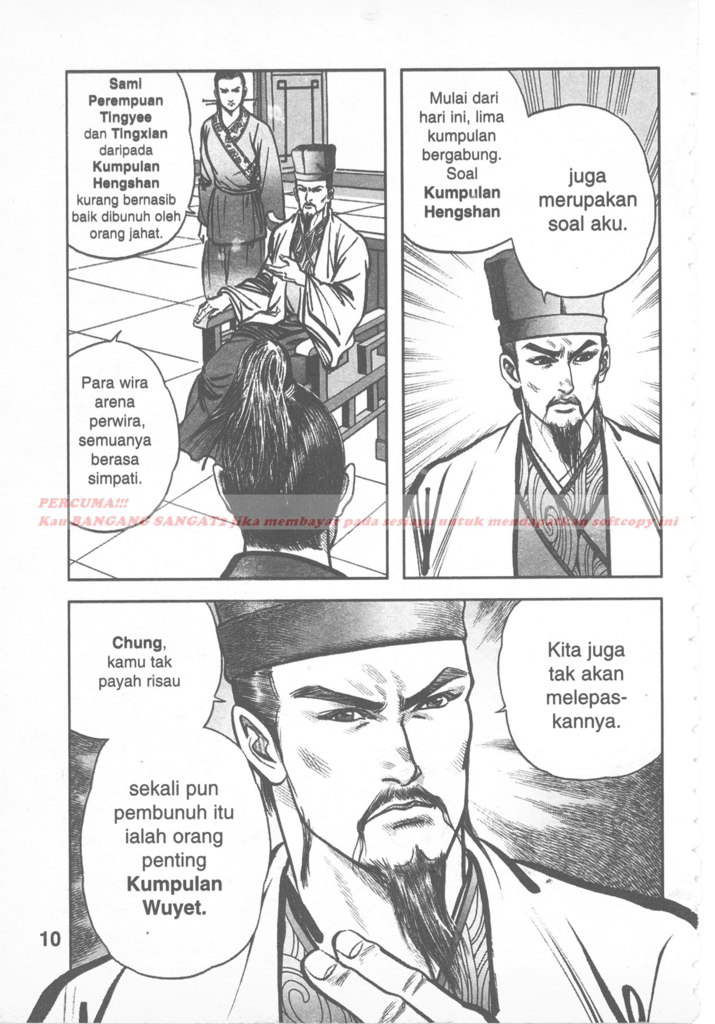 Sami
Perempuan
Tingyee
dan Tingxian
daripada
Kumpulan
Hengshan
kurang bernasib
baik dibunuh oleh
orang jahat.
Para wira
arena
perwira,
semuanya
berasa
simpati.
Mulai dari
hari ini, lima
kumpulan
bergabung.
Soal
Kumpulan
Hengshan
juga
merupakan
soal aku.
PERCUMA!!!
Kau BANGANG SANGAT2 jika membayar pada sesiapa untuk mendapatkan softcopy ini
Chung,
kamu tak
payah risau
sekali pun
pembunuh itu
ialah orang
penting
Kumpulan
Wuyet.
Kita juga
tak akan
melepas-
kannya.
10